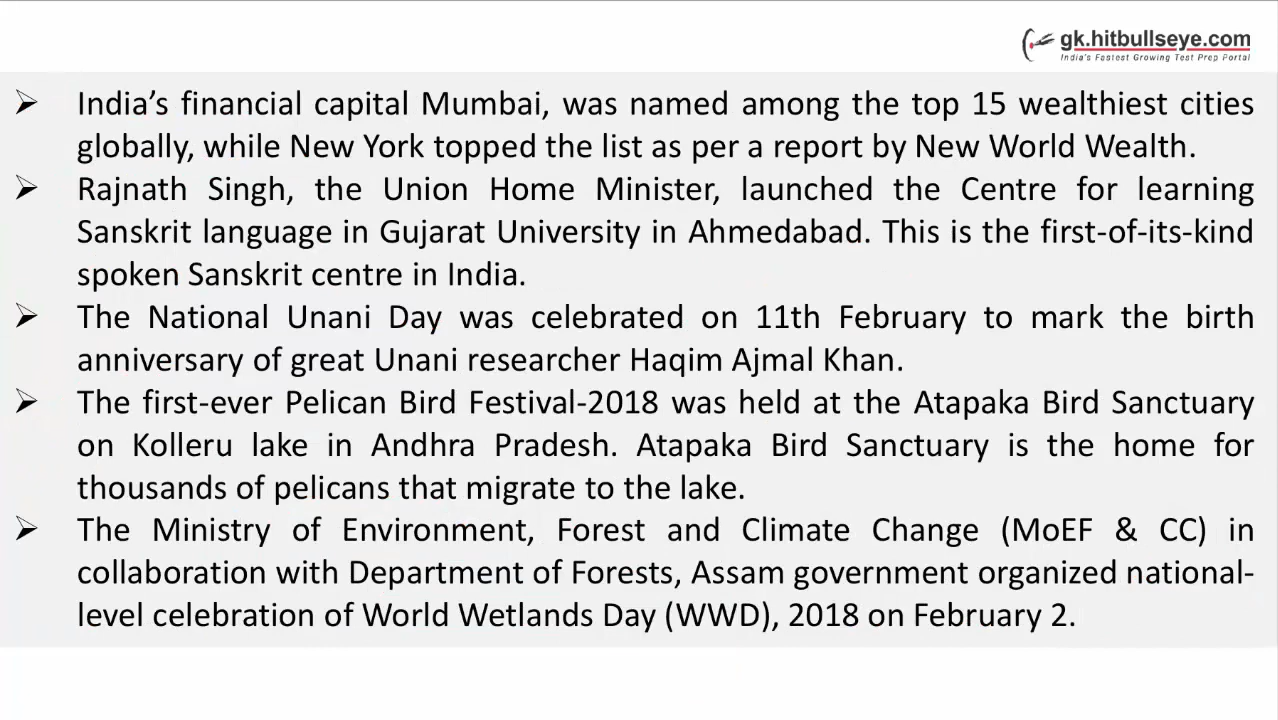 gk.hitbullseye.com
India's Fastest Growing Test Prep Portal
➢ India’s financial capital Mumbai, was named among the top 15 wealthiest cities
globally, while New York topped the list as per a report by New World Wealth.
➢ Rajnath Singh, the Union Home Minister, launched the Centre for learning
Sanskrit language in Gujarat University in Ahmedabad. This is the first-of-its-kind
spoken Sanskrit centre in India.
➢ The National Unani Day was celebrated on 11th February to mark the birth
anniversary of great Unani researcher Haqim Ajmal Khan.
➢ The first-ever Pelican Bird Festival-2018 was held at the Atapaka Bird Sanctuary
on Kolleru lake in Andhra Pradesh. Atapaka Bird Sanctuary is the home for
thousands of pelicans that migrate to the lake.
➢ The Ministry of Environment, Forest and Climate Change (MoEF & CC) in
collaboration with Department of Forests, Assam government organized national-
level celebration of World Wetlands Day (WWD), 2018 on February 2.